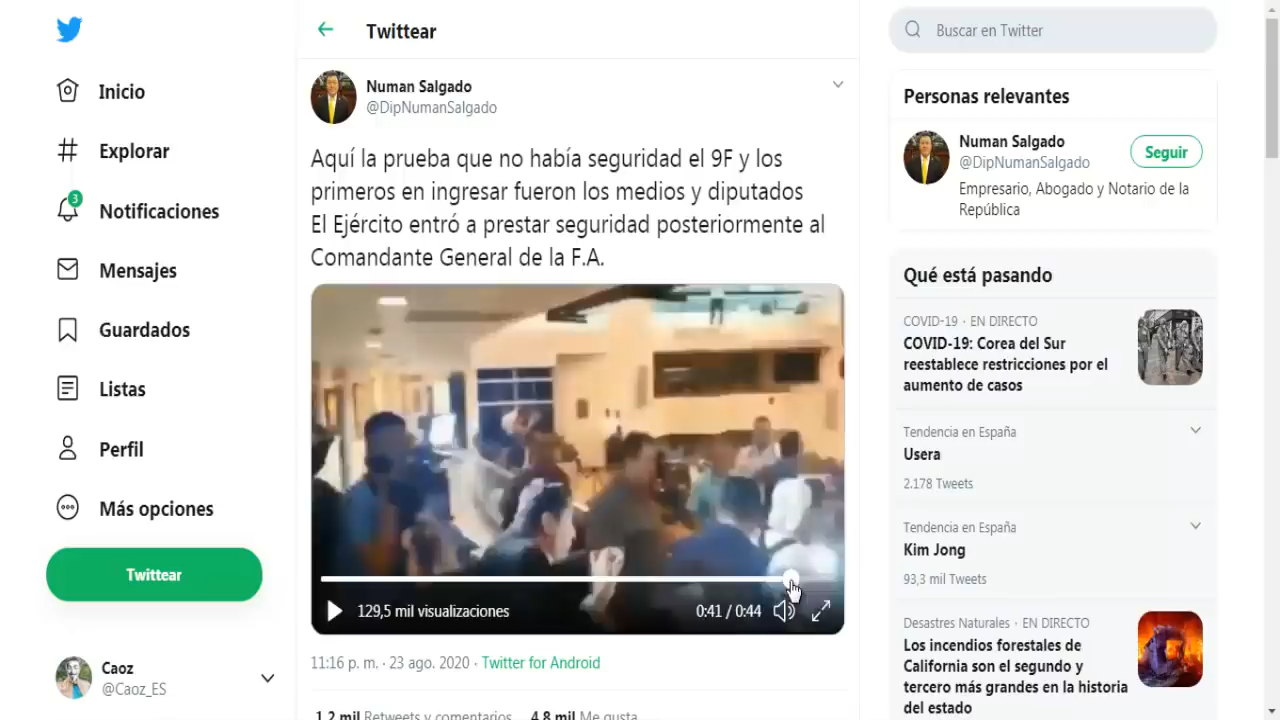 Inicio
Explorar
3
Notificaciones
Mensajes
Guardados
Listas
Perfil
Más opciones
Twittear
Caoz
@Caoz_ES
Twittear
Numan Salgado
@DipNumanSalgado
Aquí la prueba que no había seguridad el 9F y los
primeros en ingresar fueron los medios y diputados
El Ejército entró a prestar seguridad posteriormente al
Comandante General de la F.A.
129,5 mil visualizaciones
0:41 / 0:44
11:16 p. m. · 23 ago. 2020 · Twitter for Android
1,2 mil Retweets y comentarios 4,8 mil Me gusta
Buscar en Twitter
Personas relevantes
Numan Salgado
@DipNumanSalgado
Seguir
Empresario, Abogado y Notario de la
República
Qué está pasando
COVID-19 · EN DIRECTO
COVID-19: Corea del Sur
reestablece restricciones por el
aumento de casos
Tendencia en España
Usera
2.178 Tweets
Tendencia en España
Kim Jong
93,3 mil Tweets
Desastres Naturales · EN DIRECTO
Los incendios forestales de
California son el segundo y
tercero más grandes en la historia
del estado